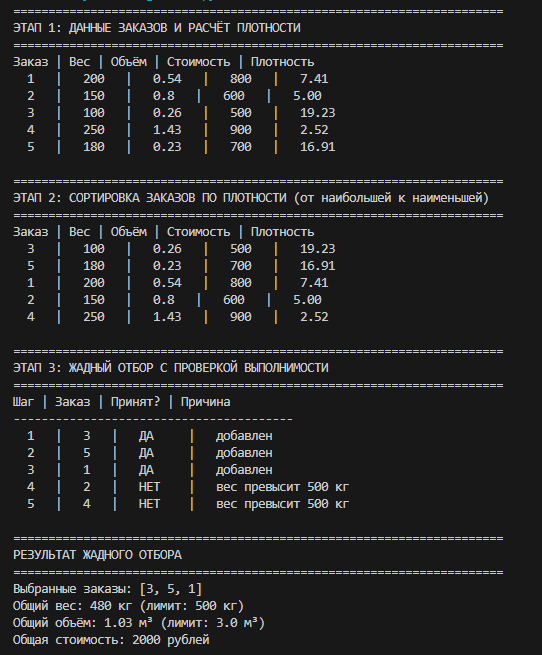 ======================================================================
ЭТАП 1: ДАННЫЕ ЗАКАЗОВ И РАСЧЁТ ПЛОТНОСТИ
======================================================================
Заказ | Вес | Объём | Стоимость | Плотность
  1   |   200   |   0.54    |   800   |   7.41
  2   |   150   |   0.8    |   600   |   5.00
  3   |   100   |   0.26    |   500   |   19.23
  4   |   250   |   1.43    |   900   |   2.52
  5   |   180   |   0.23    |   700   |   16.91
======================================================================
ЭТАП 2: СОРТИРОВКА ЗАКАЗОВ ПО ПЛОТНОСТИ (от наибольшей к наименьшей)
======================================================================
Заказ | Вес | Объём | Стоимость | Плотность
  3   |   100   |   0.26    |   500   |   19.23
  5   |   180   |   0.23    |   700   |   16.91
  1   |   200   |   0.54    |   800   |   7.41
  2   |   150   |   0.8    |   600   |   5.00
  4   |   250   |   1.43    |   900   |   2.52
======================================================================
ЭТАП 3: ЖАДНЫЙ ОТБОР С ПРОВЕРКОЙ ВЫПОЛНИМОСТИ
======================================================================
Шаг | Заказ | Принят? | Причина
----------------------------------------
  1   |   3   |   ДА     |   добавлен
  2   |   5   |   ДА     |   добавлен
  3   |   1   |   ДА     |   добавлен
  4   |   2   |   НЕТ    |   вес превысит 500 кг
  5   |   4   |   НЕТ    |   вес превысит 500 кг
======================================================================
РЕЗУЛЬТАТ ЖАДНОГО ОТБОРА
======================================================================
Выбранные заказы: [3, 5, 1]
Общий вес: 480 кг (лимит: 500 кг)
Общий объём: 1.03 м³ (лимит: 3.0 м³)
Общая стоимость: 2000 рублей